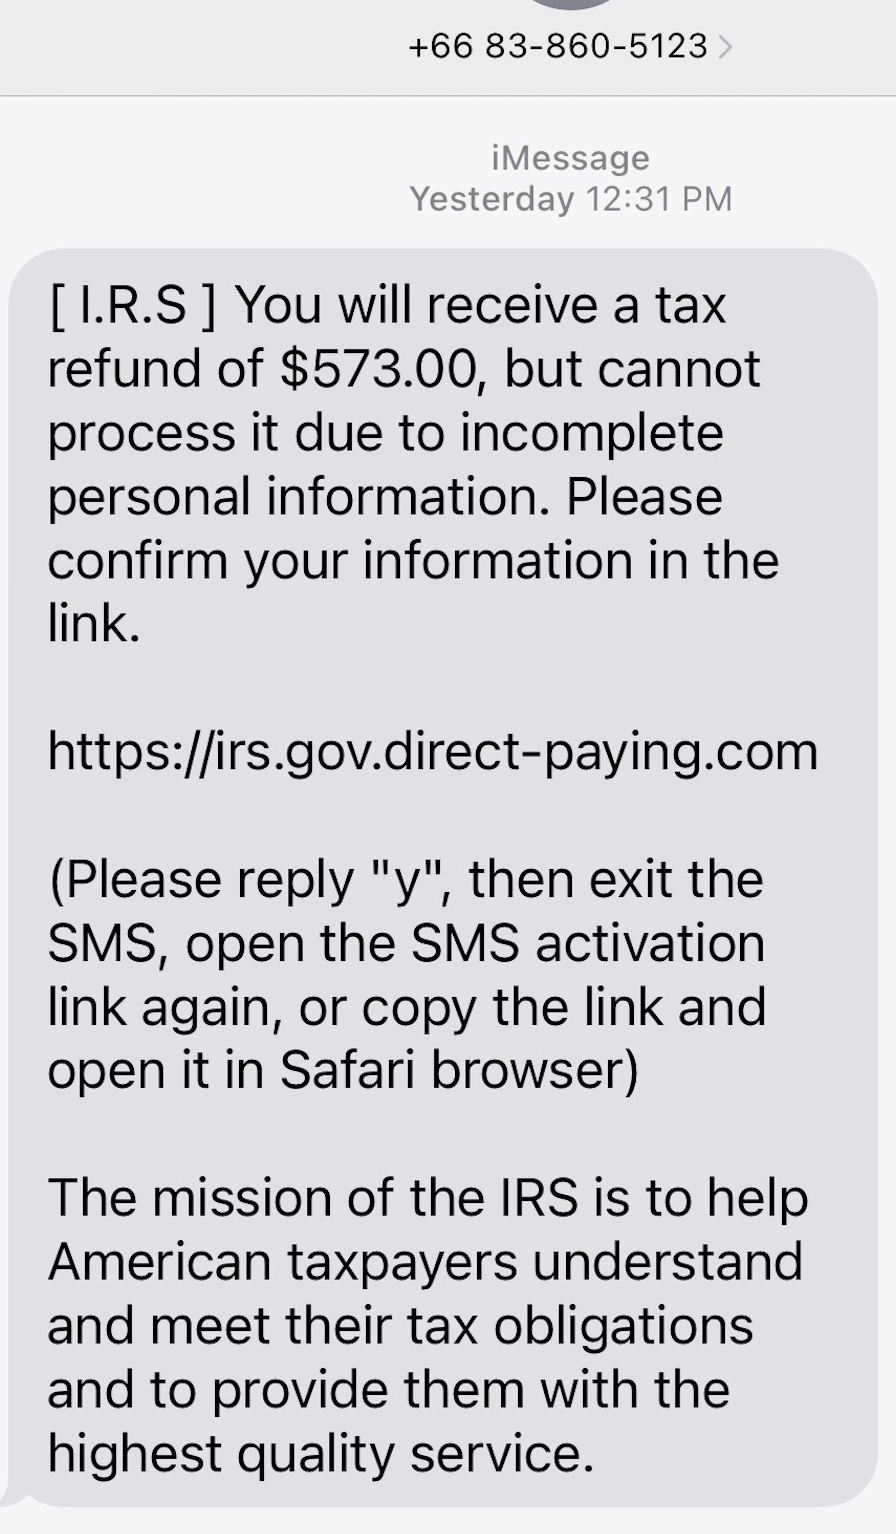 +66 83-860-5123
iMessage
Yesterday 12:31 PM
[ I.R.S ] You will receive a tax
refund of $573.00, but cannot
process it due to incomplete
personal information. Please
confirm your information in the
link.
https://irs.gov.direct-paying.com
(Please reply "y", then exit the
SMS, open the SMS activation
link again, or copy the link and
open it in Safari browser)
The mission of the IRS is to help
American taxpayers understand
and meet their tax obligations
and to provide them with the
highest quality service.